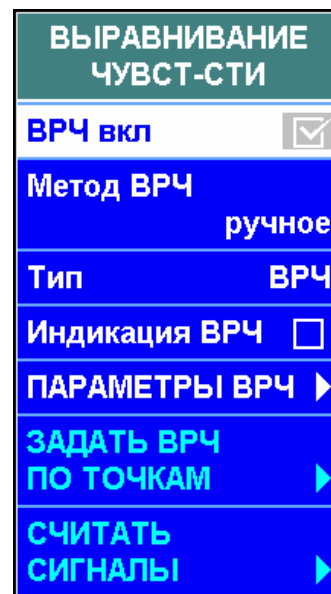 ВЫРАВНИВАНИЕ
ЧУВСТ-СТИ
ВРЧ вкл
Метод ВРЧ
ручное
Тип ВРЧ
Индикация ВРЧ
ПАРАМЕТРЫ ВРЧ
ЗАДАТЬ ВРЧ
ПО ТОЧКАМ
СЧИТАТЬ
СИГНАЛЫ